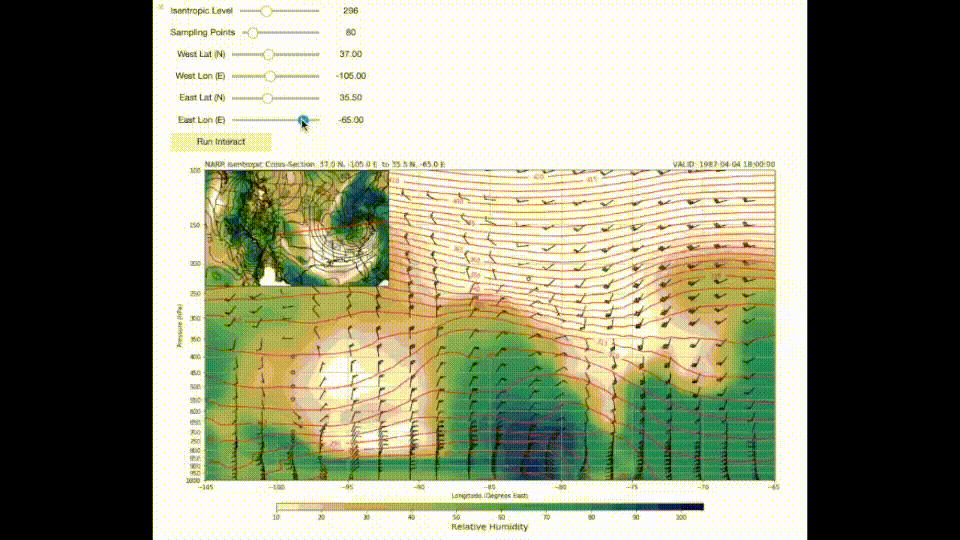 Isentropic Level 296
Sampling Points 80
West Lat (N) 37.00
West Lon (E) -105.00
East Lat (N) 35.50
East Lon (E) -65.00
Run Interact
NARR Isentropic Cross-Section: 37.0 N, -105.0 E to 35.5 N, -65.0 E VALID: 1987-04-04 18:00:00
Pressure (hPa)
100
150
200
250
300
350
400
450
500
550
600
650
700
750
800
850
900
950
1000
-105 -100 -95 -90 -85 -80 -75 -70 -65
Longitude (Degrees East)
10 20 30 40 50 60 70 80 90 100
Relative Humidity